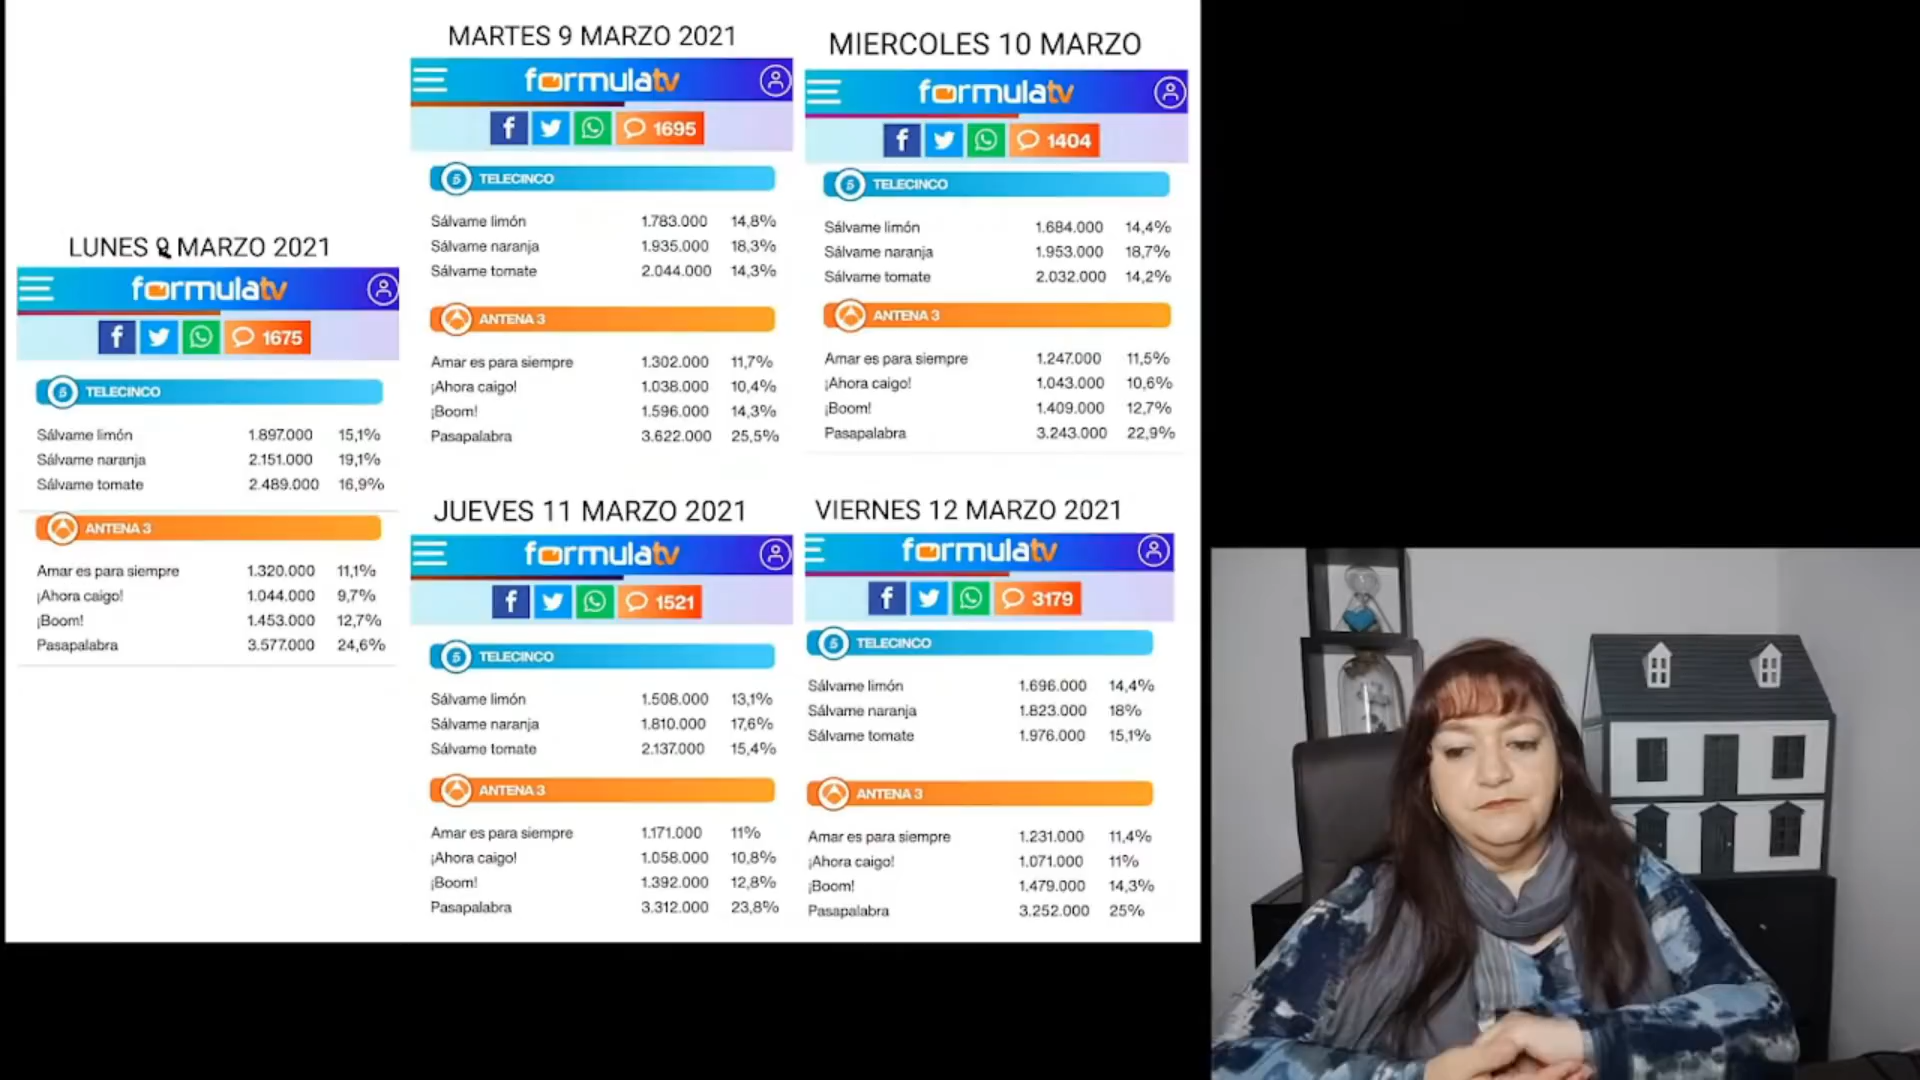 LUNES 8 MARZO 2021
formulatv
1675
TELECINCO
Sálvame limón 1.897.000 15,1%
Sálvame naranja 2.151.000 19,1%
Sálvame tomate 2.489.000 16,9%
ANTENA 3
Amar es para siempre 1.320.000 11,1%
¡Ahora caigo! 1.044.000 9,7%
¡Boom! 1.453.000 12,7%
Pasapalabra 3.577.000 24,6%
MARTES 9 MARZO 2021
formulatv
1695
TELECINCO
Sálvame limón 1.783.000 14,8%
Sálvame naranja 1.935.000 18,3%
Sálvame tomate 2.044.000 14,3%
ANTENA 3
Amar es para siempre 1.302.000 11,7%
¡Ahora caigo! 1.038.000 10,4%
¡Boom! 1.596.000 14,3%
Pasapalabra 3.622.000 25,5%
MIERCOLES 10 MARZO
formulatv
1404
TELECINCO
Sálvame limón 1.684.000 14,4%
Sálvame naranja 1.953.000 18,7%
Sálvame tomate 2.032.000 14,2%
ANTENA 3
Amar es para siempre 1.247.000 11,5%
¡Ahora caigo! 1.043.000 10,6%
¡Boom! 1.409.000 12,7%
Pasapalabra 3.243.000 22,9%
JUEVES 11 MARZO 2021
formulatv
1521
TELECINCO
Sálvame limón 1.508.000 13,1%
Sálvame naranja 1.810.000 17,6%
Sálvame tomate 2.137.000 15,4%
ANTENA 3
Amar es para siempre 1.171.000 11%
¡Ahora caigo! 1.058.000 10,8%
¡Boom! 1.392.000 12,8%
Pasapalabra 3.312.000 23,8%
VIERNES 12 MARZO 2021
formulatv
3179
TELECINCO
Sálvame limón 1.696.000 14,4%
Sálvame naranja 1.823.000 18%
Sálvame tomate 1.976.000 15,1%
ANTENA 3
Amar es para siempre 1.231.000 11,4%
¡Ahora caigo! 1.071.000 11%
¡Boom! 1.479.000 14,3%
Pasapalabra 3.252.000 25%